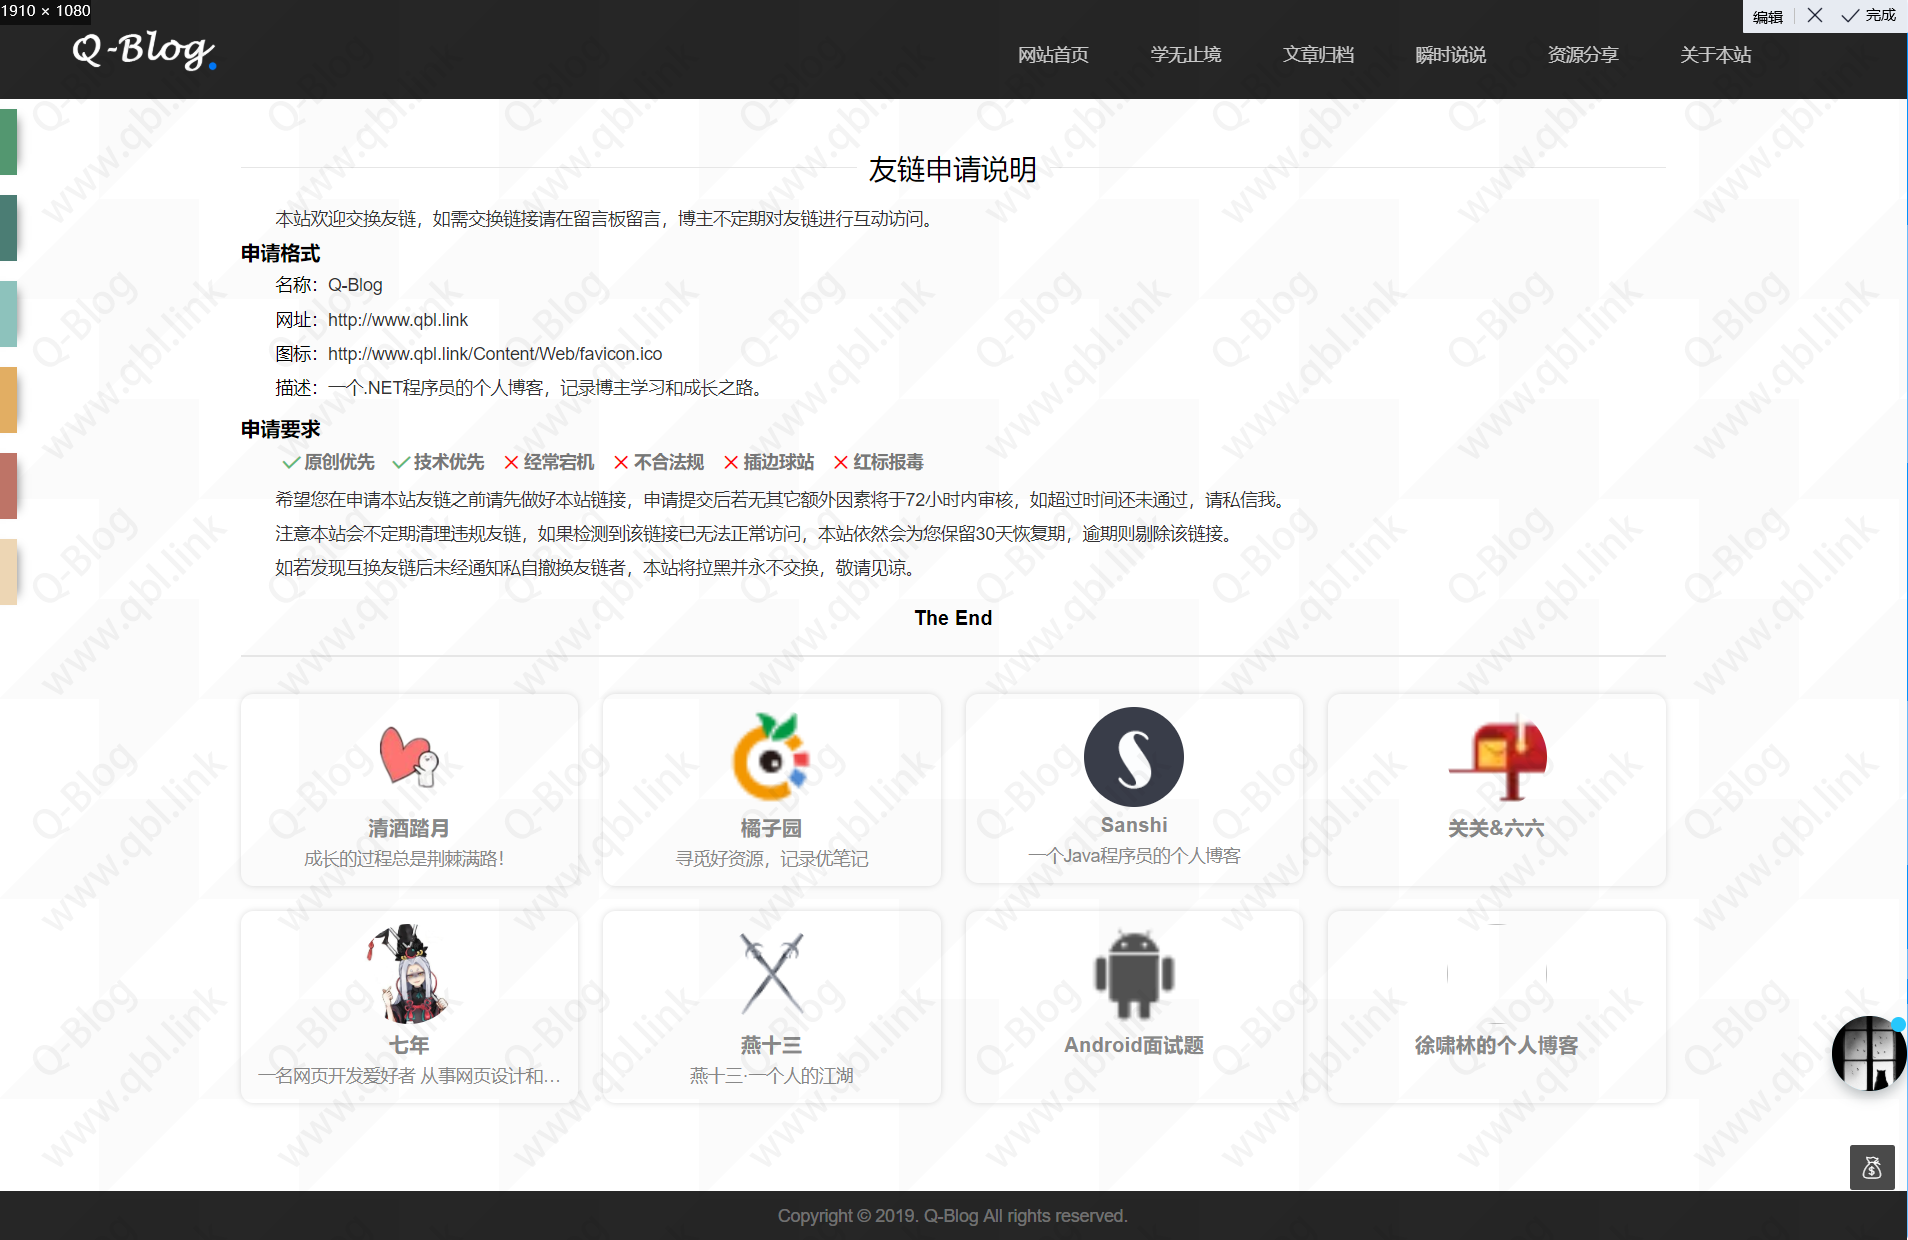 1910 × 1080
编辑 完成
Q-Blog.
网站首页 学无止境 文章归档 瞬时说说 资源分享 关于本站
友链申请说明
本站欢迎交换友链，如需交换链接请在留言板留言，博主不定期对友链进行互动访问。
申请格式
名称：Q-Blog
网址：http://www.qbl.link
图标：http://www.qbl.link/Content/Web/favicon.ico
描述：一个.NET程序员的个人博客，记录博主学习和成长之路。
申请要求
原创优先 技术优先 经常宕机 不合法规 插边球站 红标报毒
希望您在申请本站友链之前请先做好本站链接，申请提交后若无其它额外因素将于72小时内审核，如超过时间还未通过，请私信我。
注意本站会不定期清理违规友链，如果检测到该链接已无法正常访问，本站依然会为您保留30天恢复期，逾期则剔除该链接。
如若发现互换友链后未经通知私自撤换友链者，本站将拉黑并永不交换，敬请见谅。
The End
清酒踏月
成长的过程总是荆棘满路！
橘子园
寻觅好资源，记录优笔记
Sanshi
一个Java程序员的个人博客
关关&六六
七年
一名网页开发爱好者 从事网页设计和...
燕十三
燕十三·一个人的江湖
Android面试题
徐啸林的个人博客
Copyright © 2019. Q-Blog All rights reserved.
Q-Blog
www.qbl.link